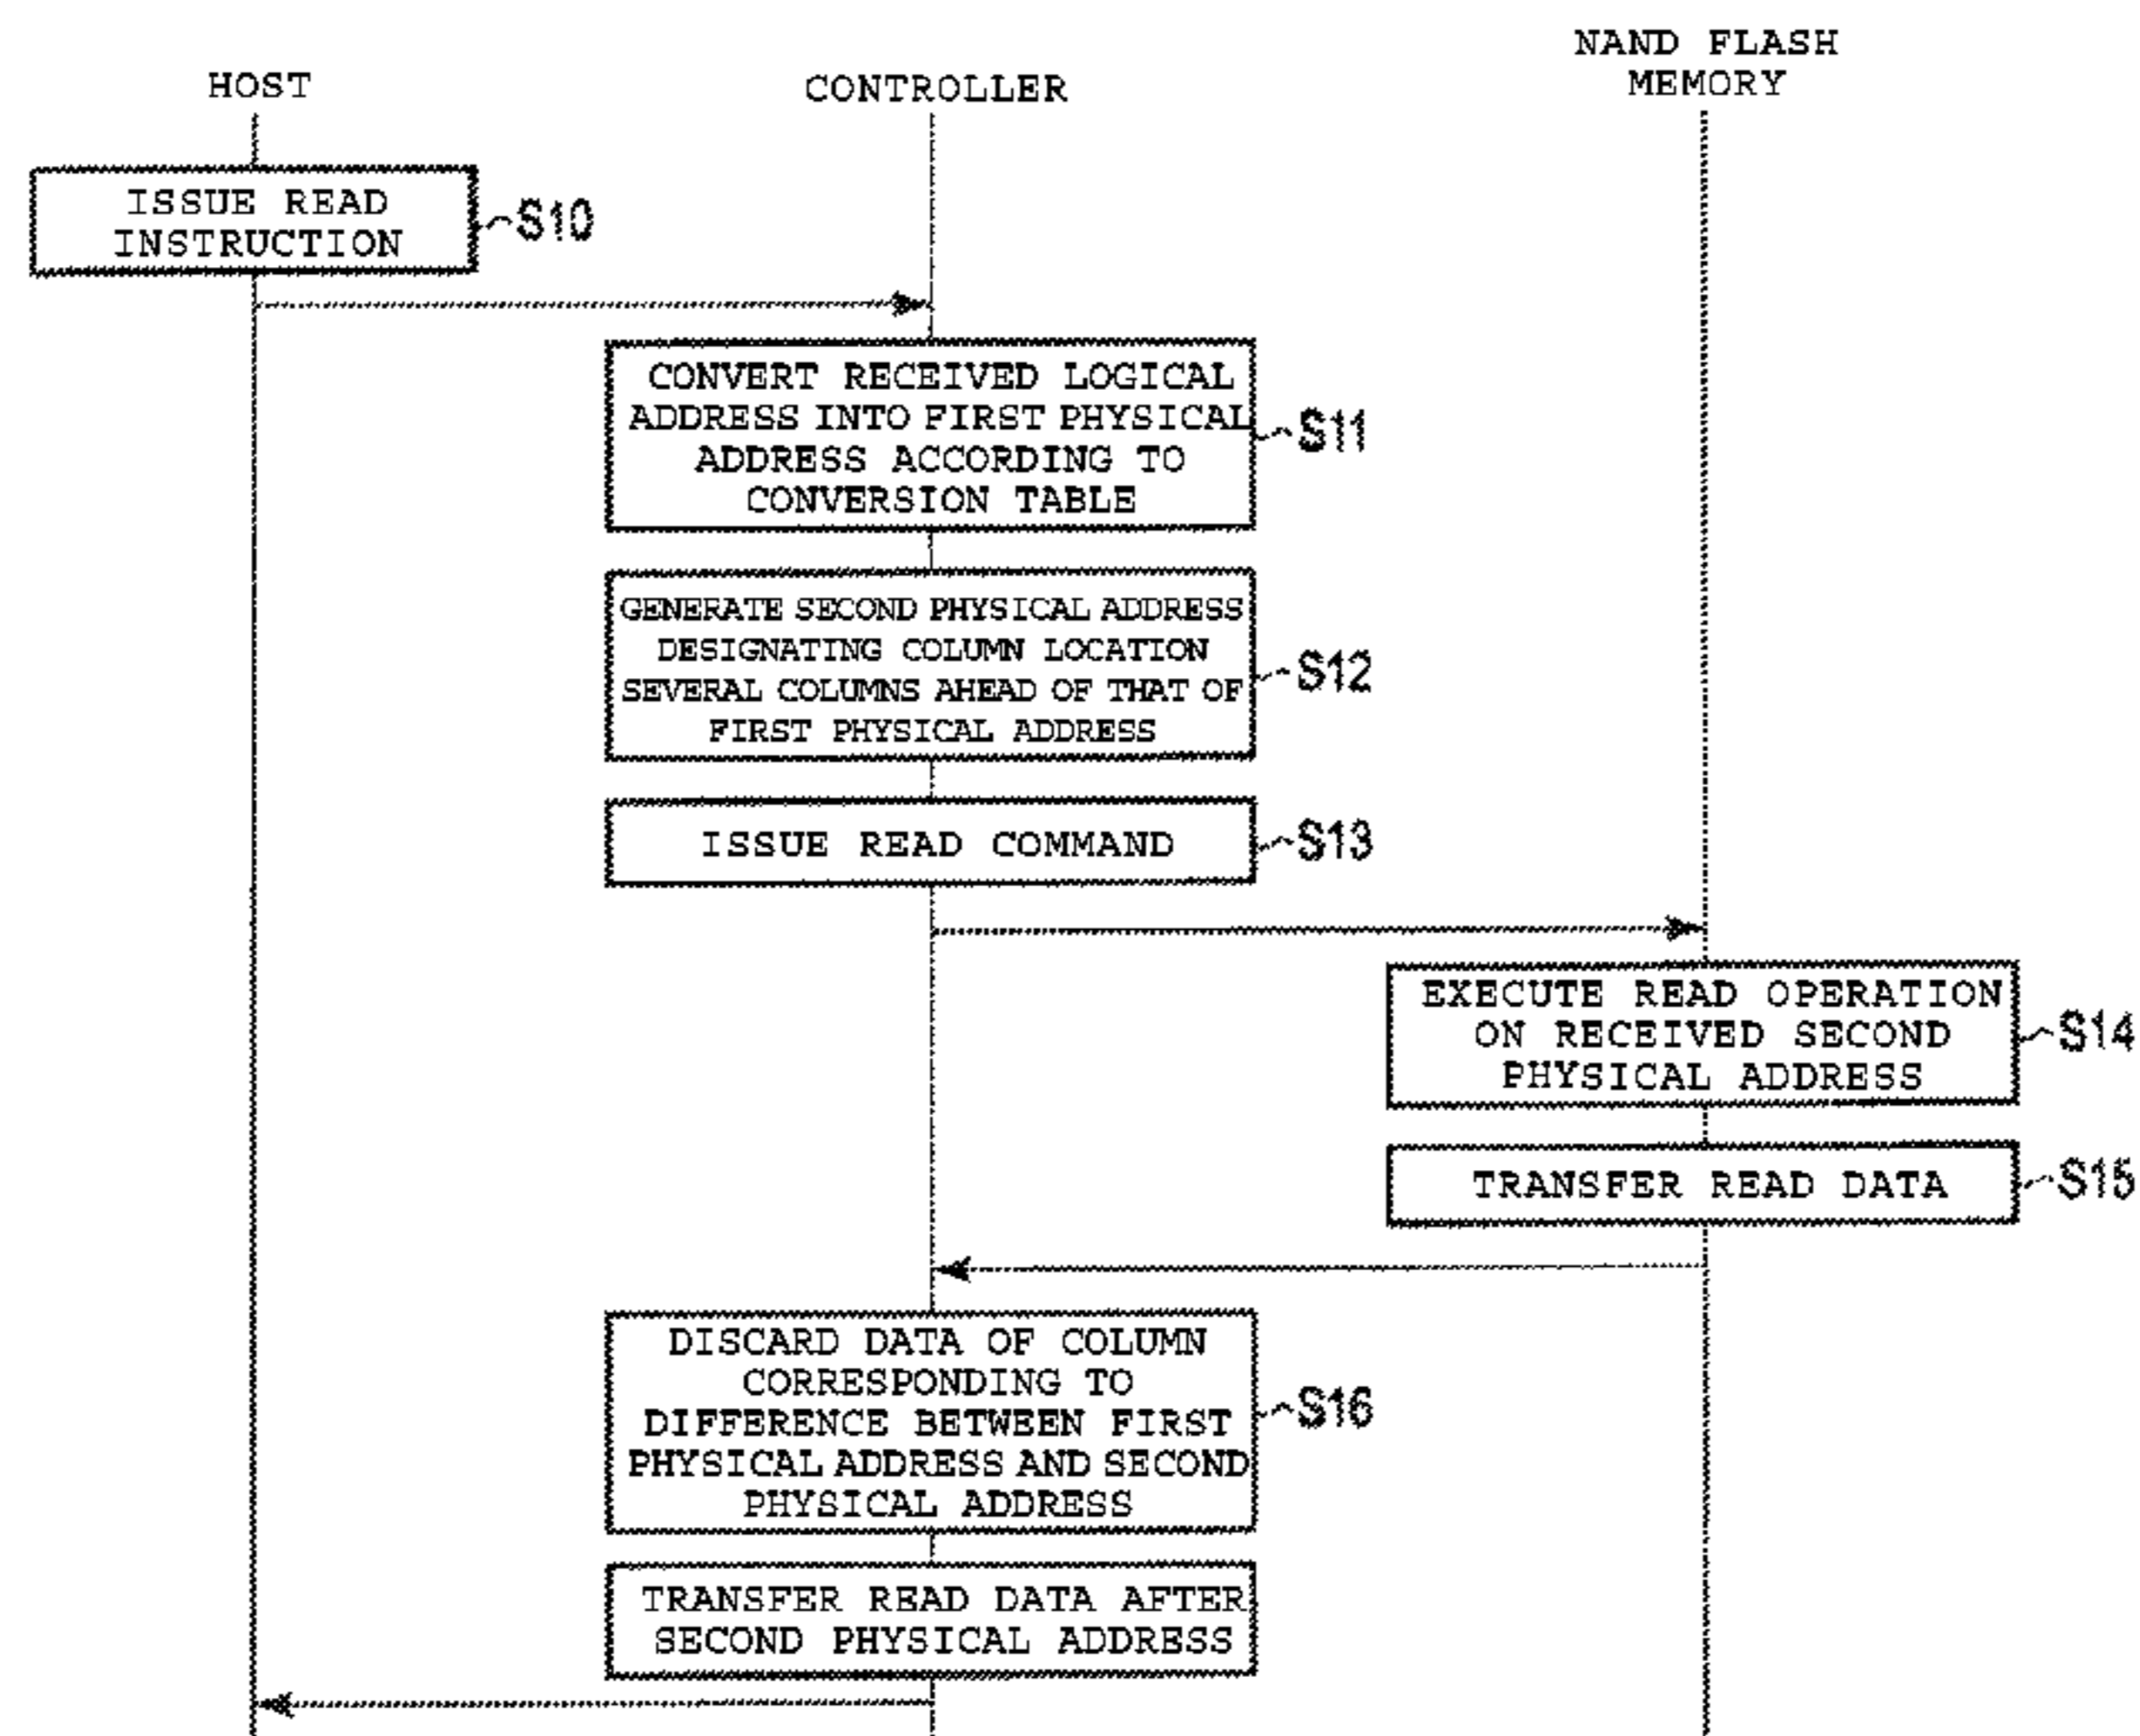 HOST
CONTROLLER
NAND FLASH
MEMORY
ISSUE READ
INSTRUCTION
S10
CONVERT RECEIVED LOGICAL
ADDRESS INTO FIRST PHYSICAL
ADDRESS ACCORDING TO
CONVERSION TABLE
S11
GENERATE SECOND PHYSICAL ADDRESS
DESIGNATING COLUMN LOCATION
SEVERAL COLUMNS AHEAD OF THAT OF
FIRST PHYSICAL ADDRESS
S12
ISSUE READ COMMAND
S13
EXECUTE READ OPERATION
ON RECEIVED SECOND
PHYSICAL ADDRESS
S14
TRANSFER READ DATA
S15
DISCARD DATA OF COLUMN
CORRESPONDING TO
DIFFERENCE BETWEEN FIRST
PHYSICAL ADDRESS AND SECOND
PHYSICAL ADDRESS
S16
TRANSFER READ DATA AFTER
SECOND PHYSICAL ADDRESS